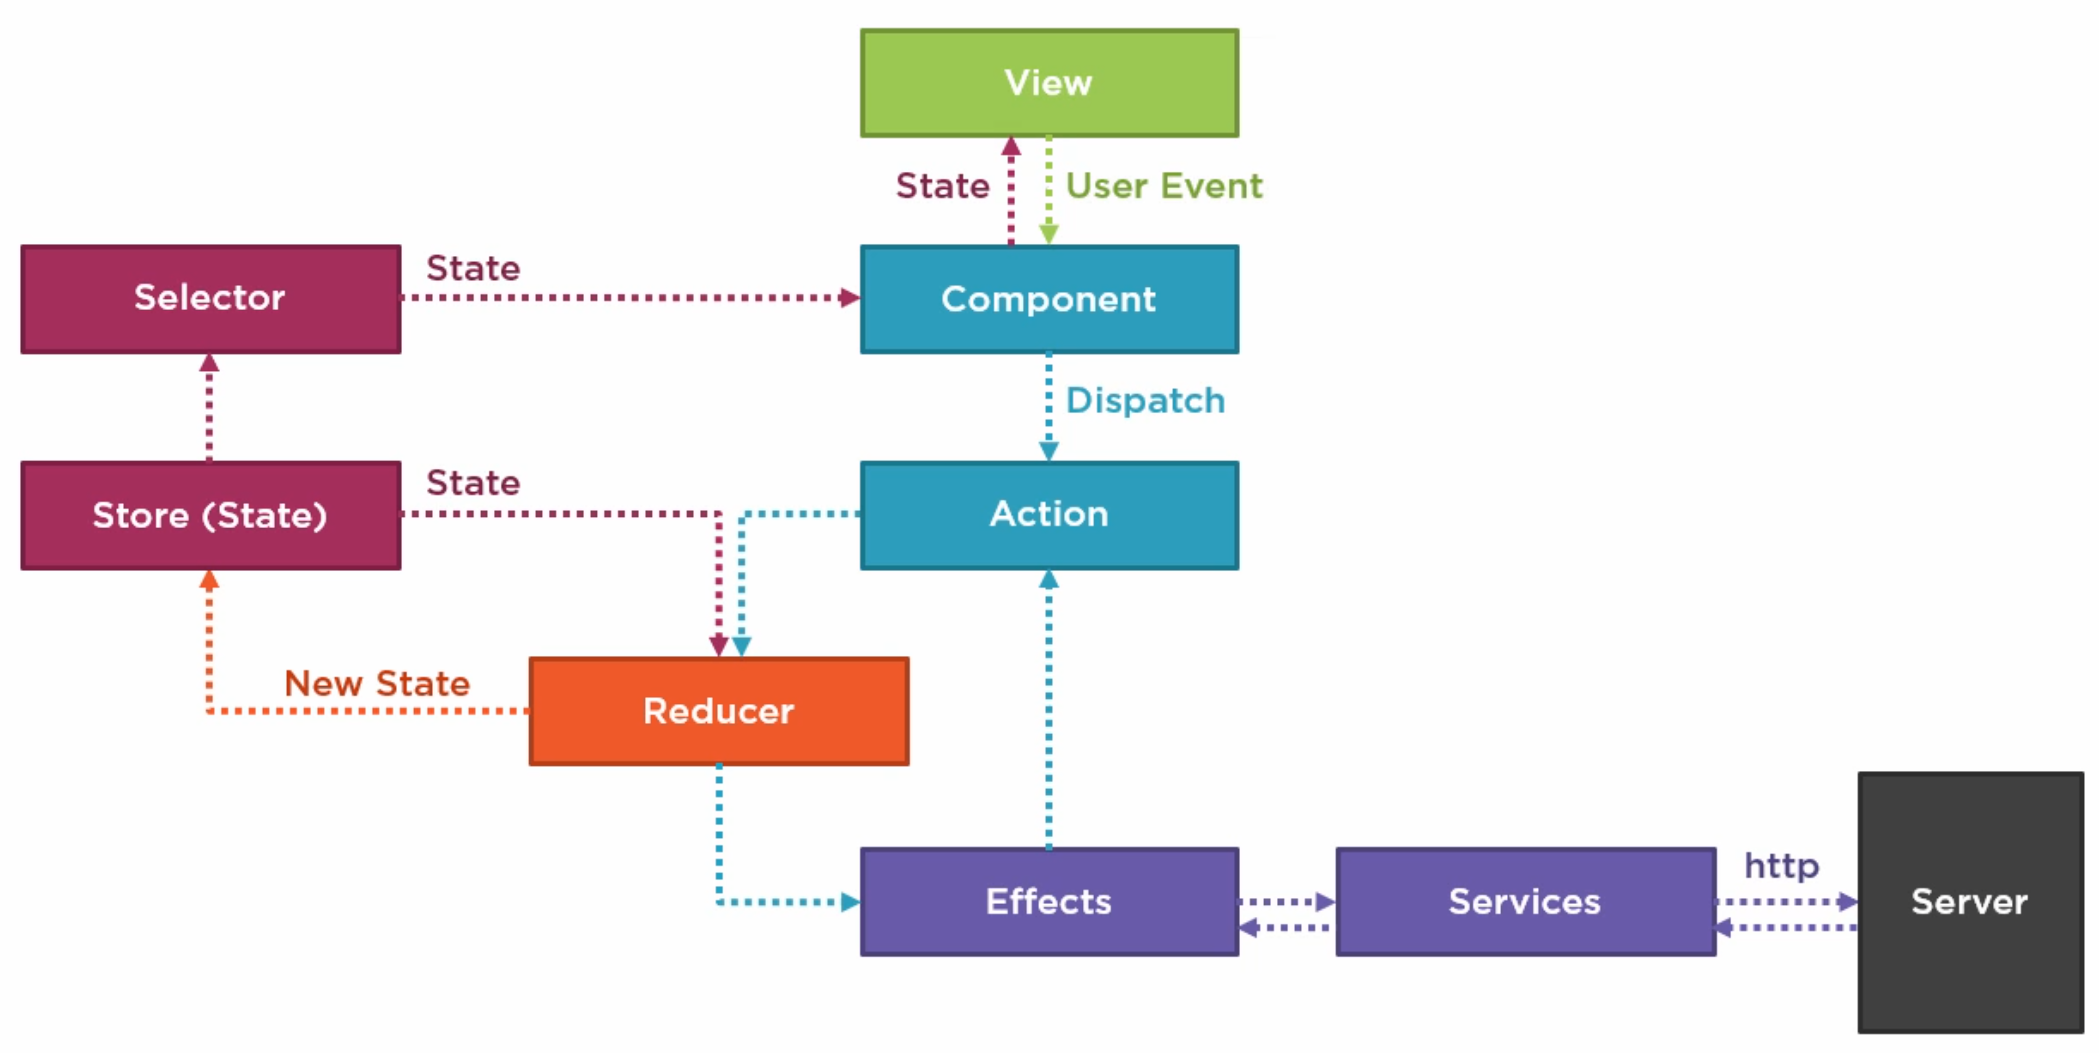 View
State
User Event
Selector
State
Component
Dispatch
Store (State)
State
Action
New State
Reducer
Effects
Services
http
Server